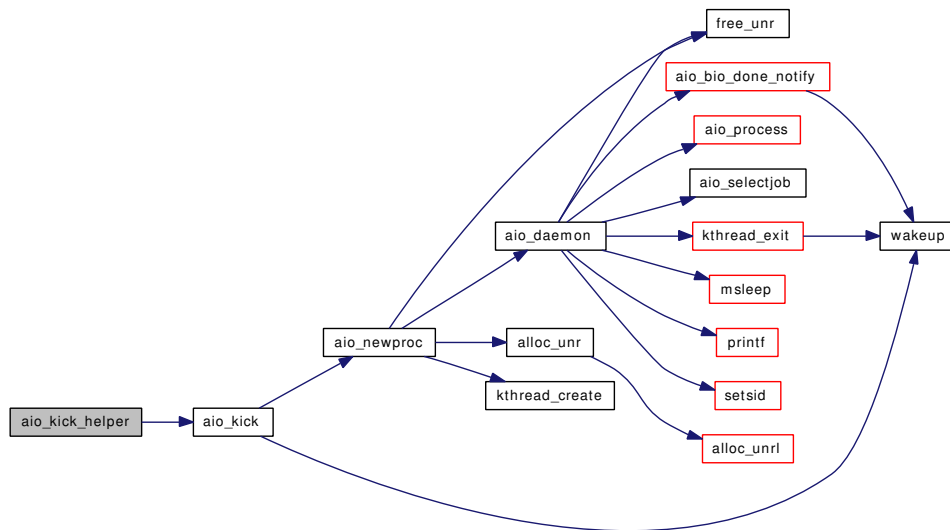 free_unr
aio_bio_done_notify
aio_process
aio_selectjob
aio_daemon
kthread_exit
wakeup
msleep
printf
aio_newproc
alloc_unr
kthread_create
setsid
aio_kick_helper
aio_kick
alloc_unrl